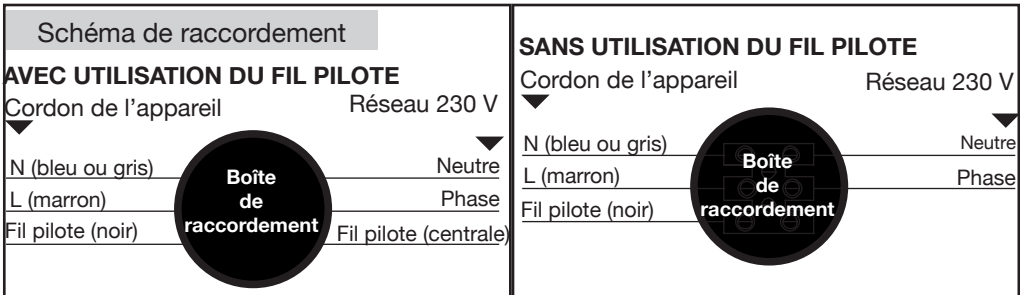 Schéma de raccordement
AVEC UTILISATION DU FIL PILOTE
Cordon de l'appareil
Réseau 230 V
N (bleu ou gris)
Neutre
L (marron)
Phase
Fil pilote (noir)
Fil pilote (centrale)
Boîte
de
raccordement
SANS UTILISATION DU FIL PILOTE
Cordon de l'appareil
Réseau 230 V
N (bleu ou gris)
Neutre
L (marron)
Phase
Fil pilote (noir)
Boîte
de
raccordement